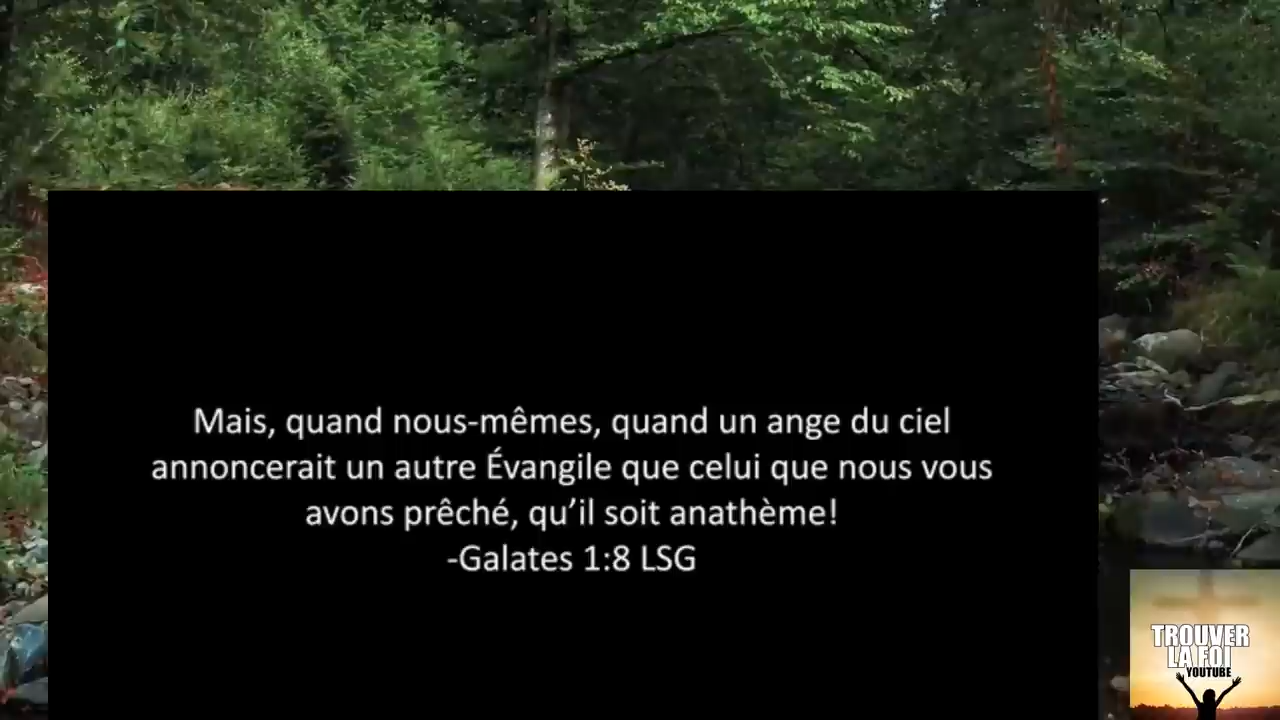 Mais, quand nous-mêmes, quand un ange du ciel
annoncerait un autre Évangile que celui que nous vous
avons prêché, qu’il soit anathème!
-Galates 1:8 LSG
TROUVER
LA FOI
YOUTUBE